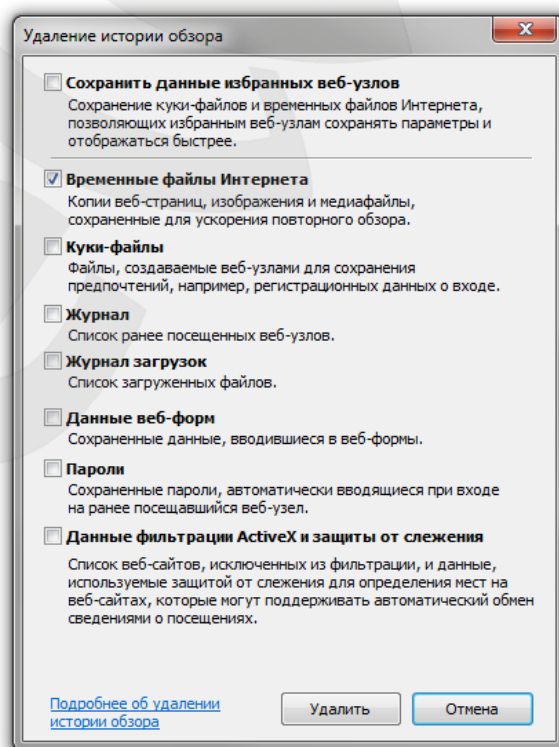 Удаление истории обзора
Сохранить данные избранных веб-узлов
Сохранение куки-файлов и временных файлов Интернета,
позволяющих избранным веб-узлам сохранять параметры и
отображаться быстрее.
Временные файлы Интернета
Копии веб-страниц, изображения и медиафайлы,
сохраненные для ускорения повторного обзора.
Куки-файлы
Файлы, создаваемые веб-узлами для сохранения
предпочтений, например, регистрационных данных о входе.
Журнал
Список ранее посещенных веб-узлов.
Журнал загрузок
Список загруженных файлов.
Данные веб-форм
Сохраненные данные, вводившиеся в веб-формы.
Пароли
Сохраненные пароли, автоматически вводящиеся при входе
на ранее посещавшийся веб-узел.
Данные фильтрации ActiveX и защиты от слежения
Список веб-сайтов, исключенных из фильтрации, и данные,
используемые защитой от слежения для определения мест на
веб-сайтах, которые могут поддерживать автоматический обмен
сведениями о посещениях.
Подробнее об удалении
истории обзора
Удалить
Отмена